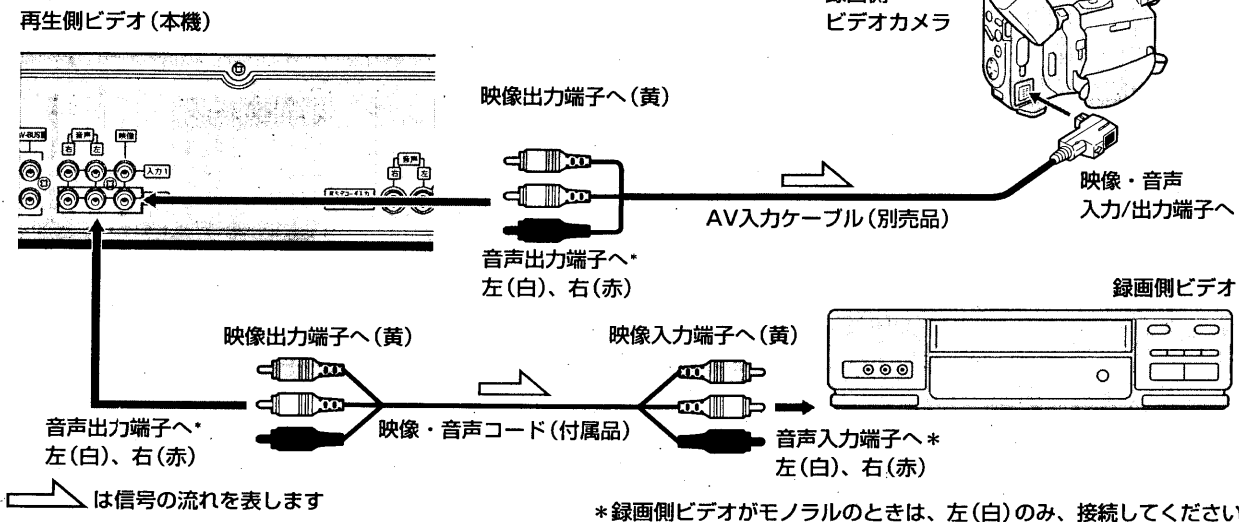 再生側ビデオ(本機)
ビデオカメラ
映像出力端子へ(黄)
音声
右
左
映像
入力1
音声
右
左
AV入力ケーブル(別売品)
映像・音声
入力/出力端子へ
音声出力端子へ*
左(白)、右(赤)
録画側ビデオ
映像出力端子へ(黄)
映像入力端子へ(黄)
音声出力端子へ*
左(白)、右(赤)
映像・音声コード(付属品)
音声入力端子へ*
左(白)、右(赤)
は信号の流れを表します
*録画側ビデオがモノラルのときは、左(白)のみ、接続してください